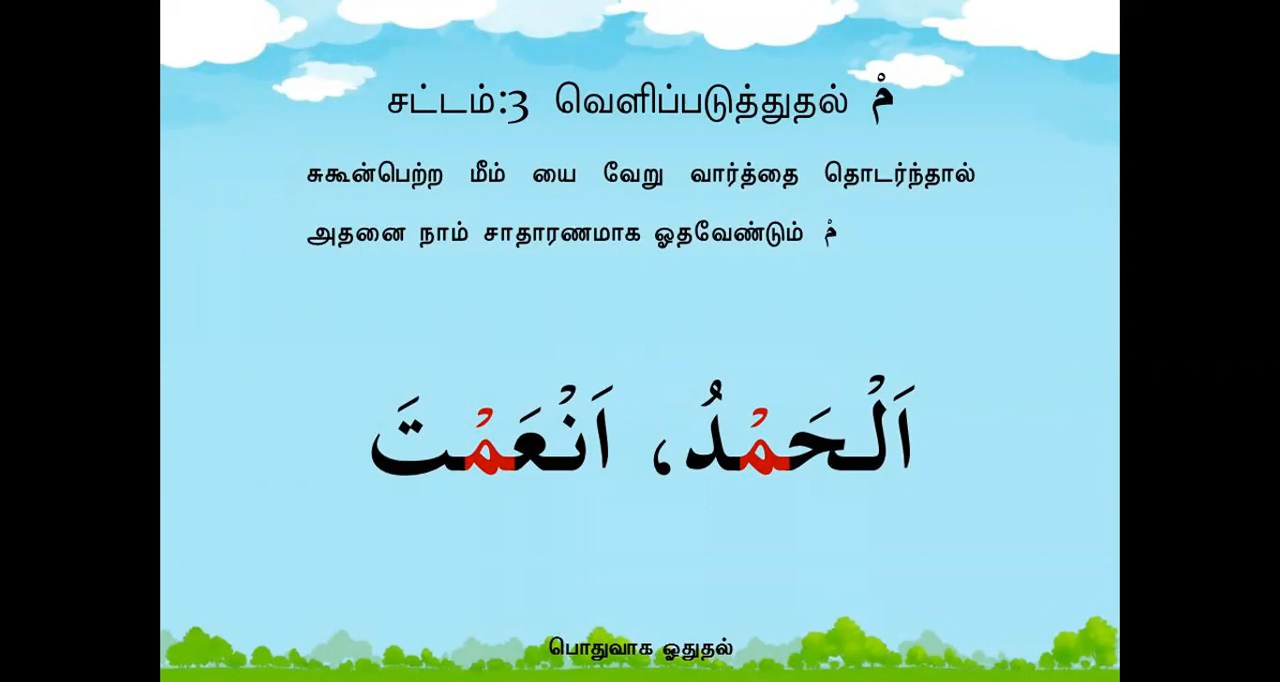 சட்டம்:3 வெளிப்படுத்துதல் مْ
சுகூன்பெற்ற மீம் யை வேறு வார்த்தை தொடர்ந்தால்
அதனை நாம் சாதாரணமாக ஓதவேண்டும் مْ
اَلْحَمْدُ، اَنْعَمْتَ
பொதுவாக ஓதுதல்